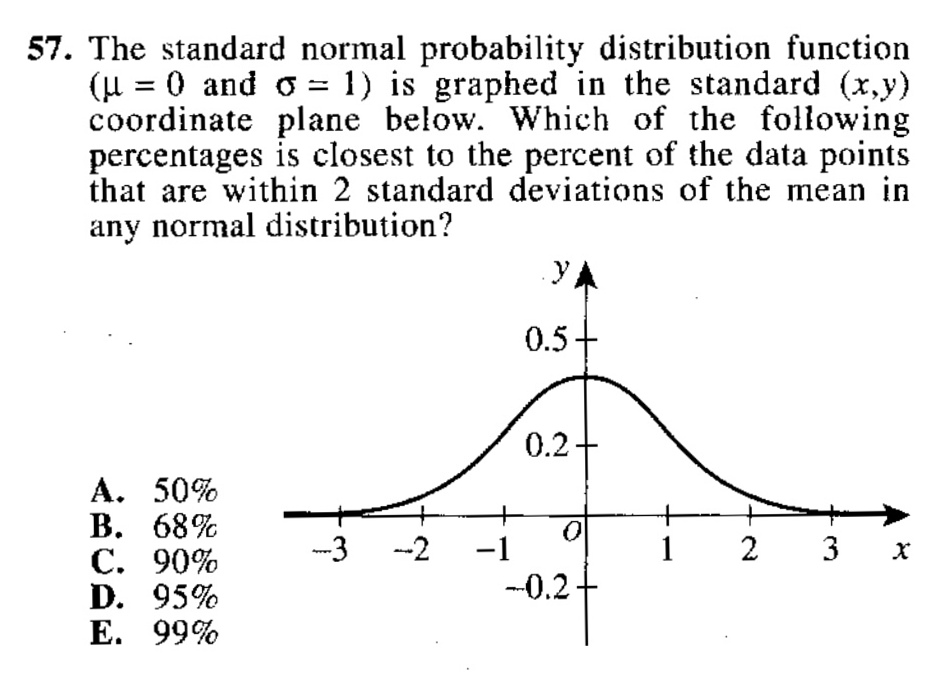 57. The standard normal probability distribution function
(μ = 0 and σ = 1) is graphed in the standard (x,y)
coordinate plane below. Which of the following
percentages is closest to the percent of the data points
that are within 2 standard deviations of the mean in
any normal distribution?
y
0.5
0.2
A. 50%
B. 68%
C. 90%
D. 95%
E. 99%
O
–3 –2 –1 1 2 3 x
–0.2